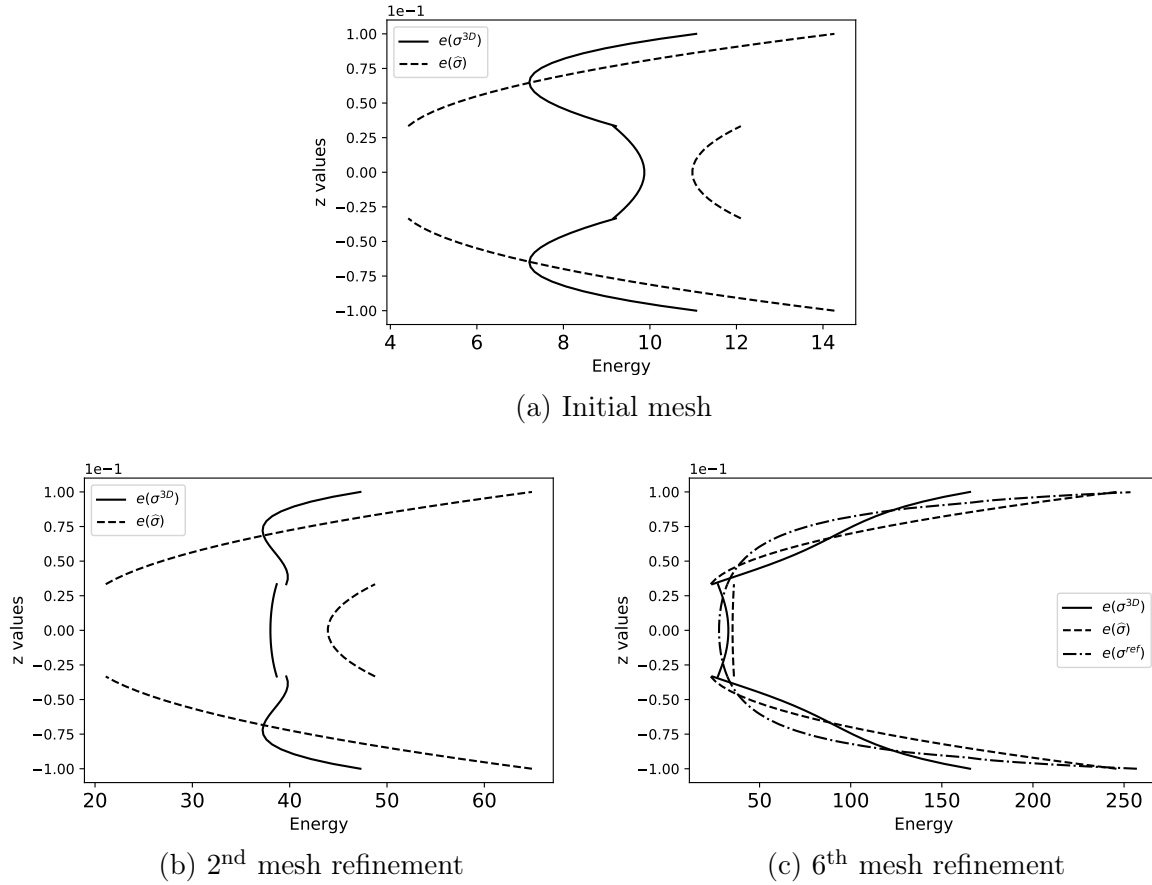 1e−1
1.00
0.75
0.50
0.25
0.00
−0.25
−0.50
−0.75
−1.00
z values
e(σ³ᴰ)
e(σ̂)
4 6 8 10 12 14
Energy
(a) Initial mesh
1e−1
1.00
0.75
0.50
0.25
0.00
−0.25
−0.50
−0.75
−1.00
z values
e(σ³ᴰ)
e(σ̂)
20 30 40 50 60
Energy
(b) 2ⁿᵈ mesh refinement
1e−1
1.00
0.75
0.50
0.25
0.00
−0.25
−0.50
−0.75
−1.00
z values
e(σ³ᴰ)
e(σ̂)
e(σʳᵉᶠ)
50 100 150 200 250
Energy
(c) 6ᵗʰ mesh refinement